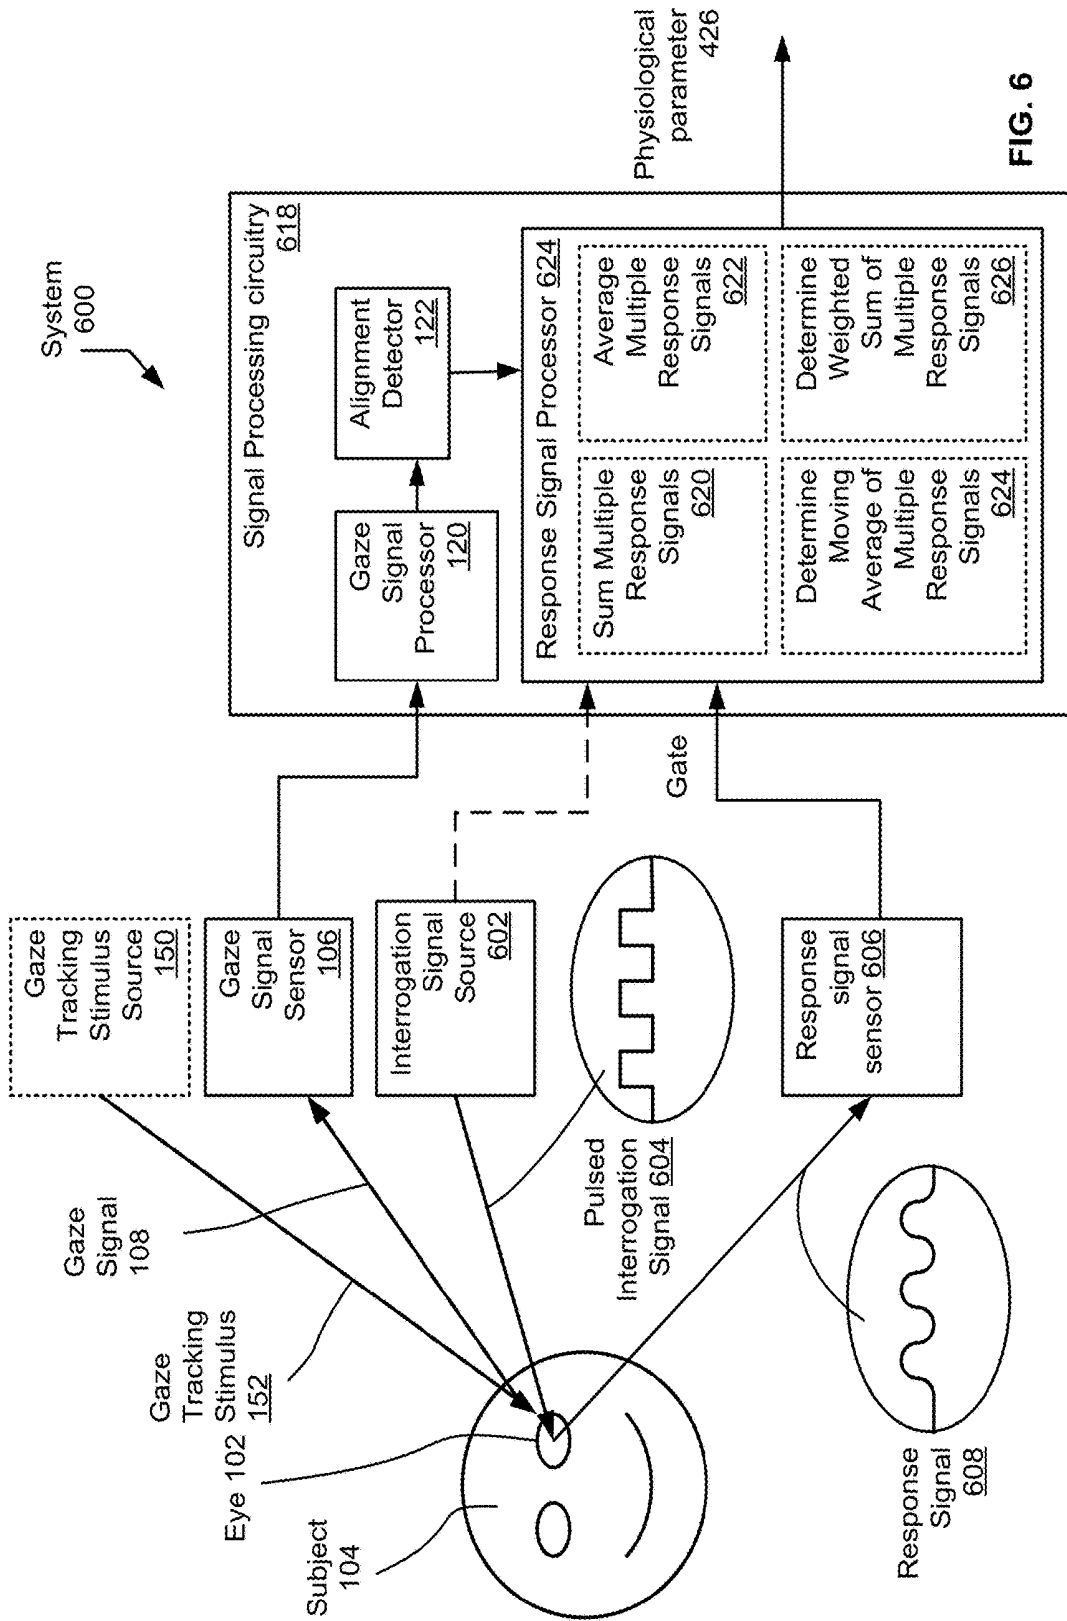 System
600
Gaze
Tracking
Stimulus
Source
150
Gaze
Signal
108
Gaze
Signal
Sensor
106
Gaze
Tracking
Stimulus
152
Eye 102
Subject
104
Interrogation
Signal
Source
602
Pulsed
Interrogation
Signal 604
Response
Signal
608
Response
signal
sensor 606
Gate
Signal Processing circuitry
618
Gaze
Signal
Processor
120
Alignment
Detector
122
Response Signal Processor 624
Sum Multiple
Response
Signals
620
Average
Multiple
Response
Signals
622
Determine
Moving
Average of
Multiple
Response
Signals
624
Determine
Weighted
Sum of
Multiple
Response
Signals
626
Physiological
parameter
426
FIG. 6